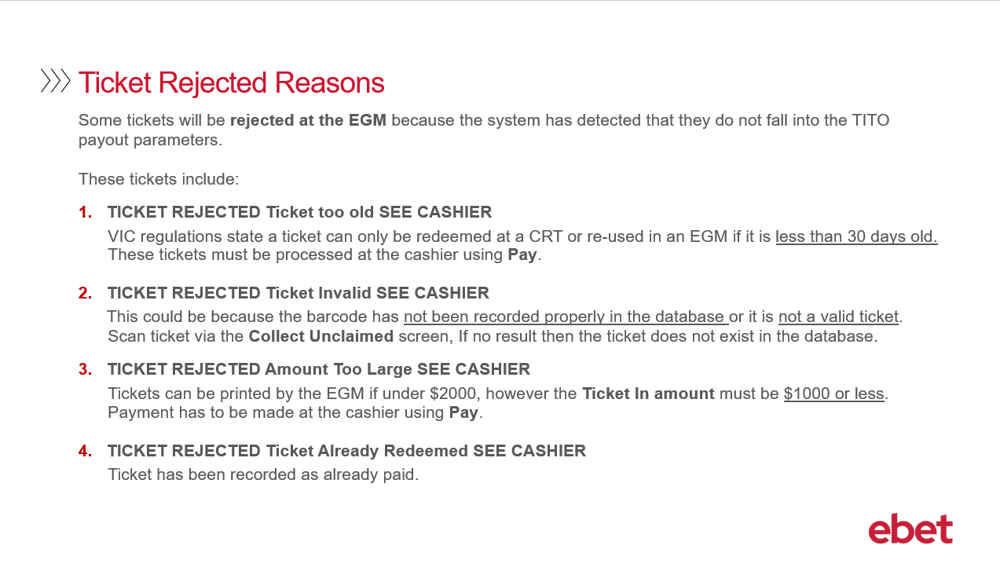 Ticket Rejected Reasons
Some tickets will be rejected at the EGM because the system has detected that they do not fall into the TITO
payout parameters.
These tickets include:
1. TICKET REJECTED Ticket too old SEE CASHIER
VIC regulations state a ticket can only be redeemed at a CRT or re-used in an EGM if it is less than 30 days old.
These tickets must be processed at the cashier using Pay.
2. TICKET REJECTED Ticket Invalid SEE CASHIER
This could be because the barcode has not been recorded properly in the database or it is not a valid ticket.
Scan ticket via the Collect Unclaimed screen, If no result then the ticket does not exist in the database.
3. TICKET REJECTED Amount Too Large SEE CASHIER
Tickets can be printed by the EGM if under $2000, however the Ticket In amount must be $1000 or less.
Payment has to be made at the cashier using Pay.
4. TICKET REJECTED Ticket Already Redeemed SEE CASHIER
Ticket has been recorded as already paid.
ebet